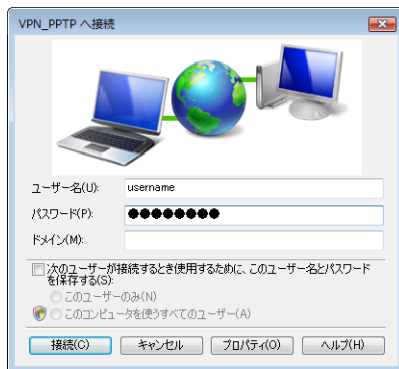 VPN_PPTP へ接続
ユーザー名(U):
username
パスワード(P):
●●●●●●●●
ドメイン(M):
次のユーザーが接続するとき使用するために、このユーザー名とパスワード
を保存する(S):
このユーザーのみ(N)
このコンピュータを使うすべてのユーザー(A)
接続(C)
キャンセル
プロパティ(O)
ヘルプ(H)